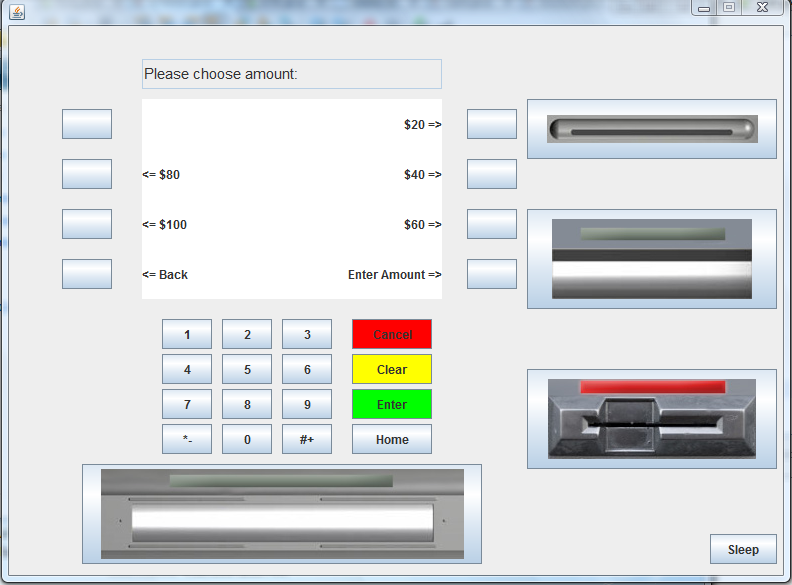 Please choose amount:
$20 =>
<= $80 $40 =>
<= $100 $60 =>
<= Back Enter Amount =>
1 2 3 Cancel
4 5 6 Clear
7 8 9 Enter
*- 0 #+ Home
Sleep